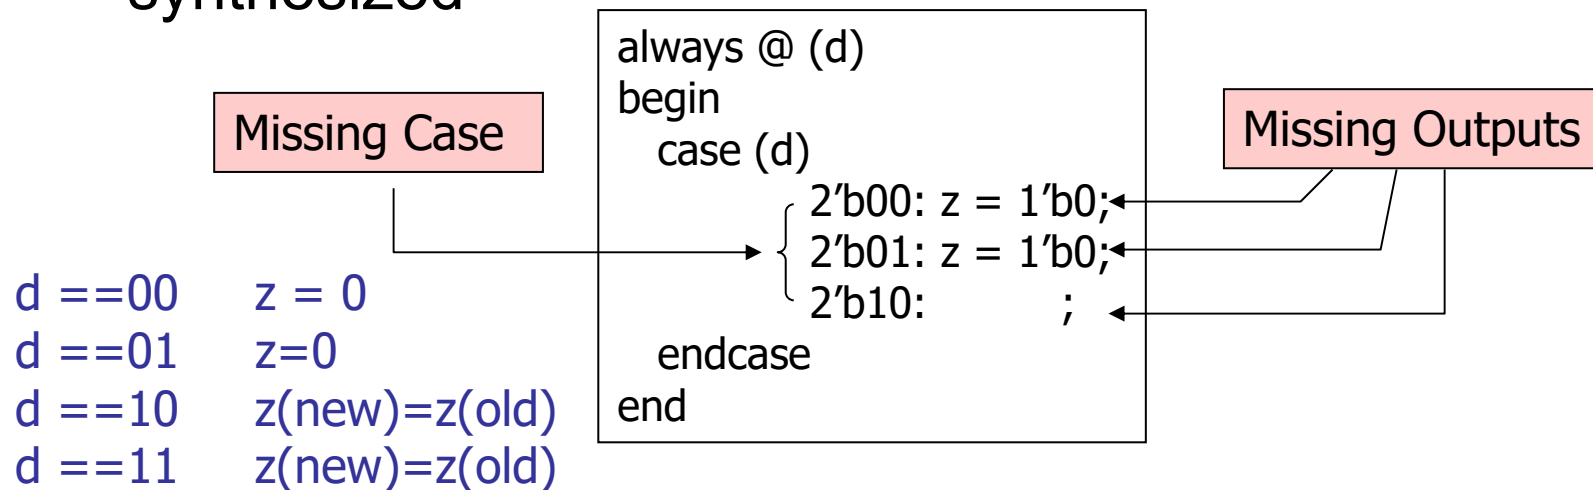 synthesized
always @ (d)
begin
case (d)
2’b00: z = 1’b0;
2’b01: z = 1’b0;
2’b10: ;
endcase
end
Missing Case
Missing Outputs
d ==00 z = 0
d ==01 z=0
d ==10 z(new)=z(old)
d ==11 z(new)=z(old)